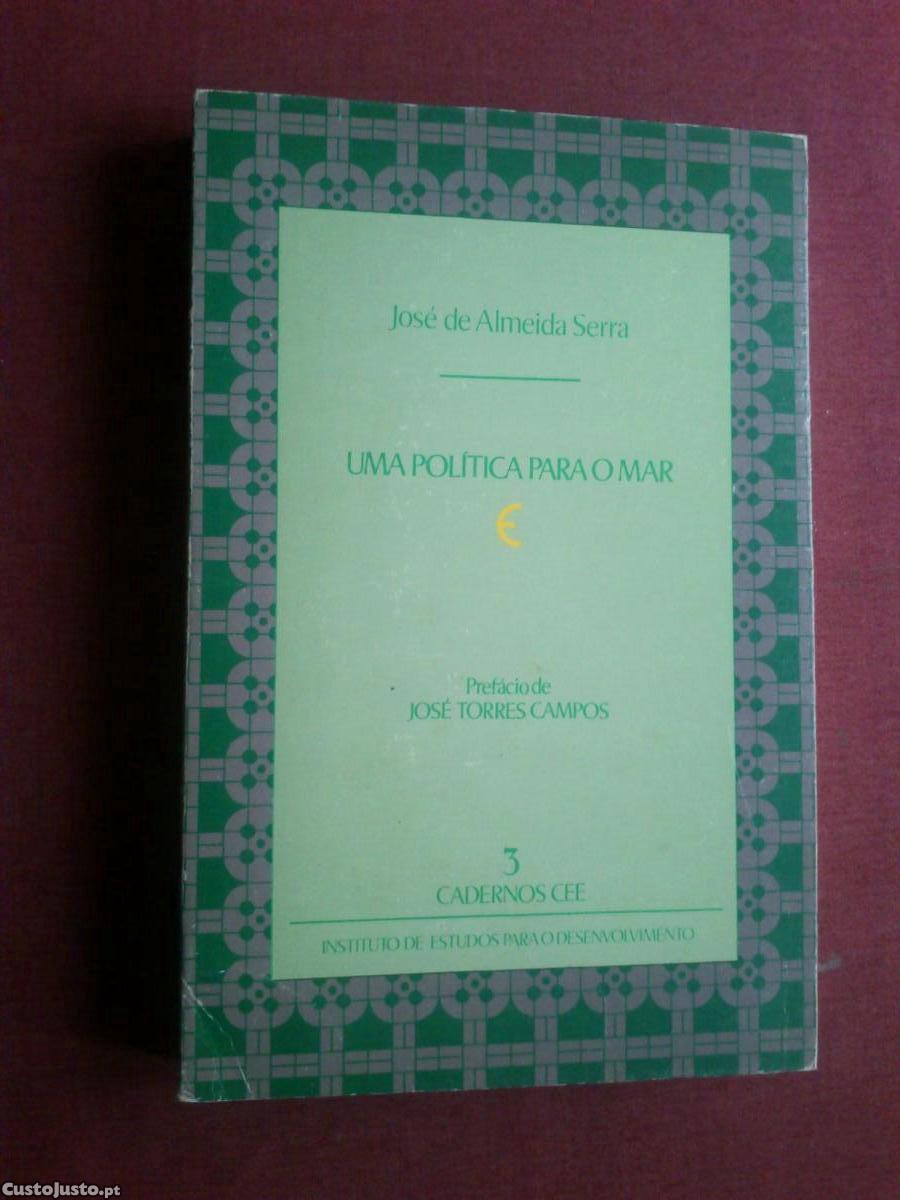 José de Almeida Serra
UMA POLÍTICA PARA O MAR
Prefácio de
JOSÉ TORRES CAMPOS
3
CADERNOS CEE
INSTITUTO DE ESTUDOS PARA O DESENVOLVIMENTO
CustoJusto.pt